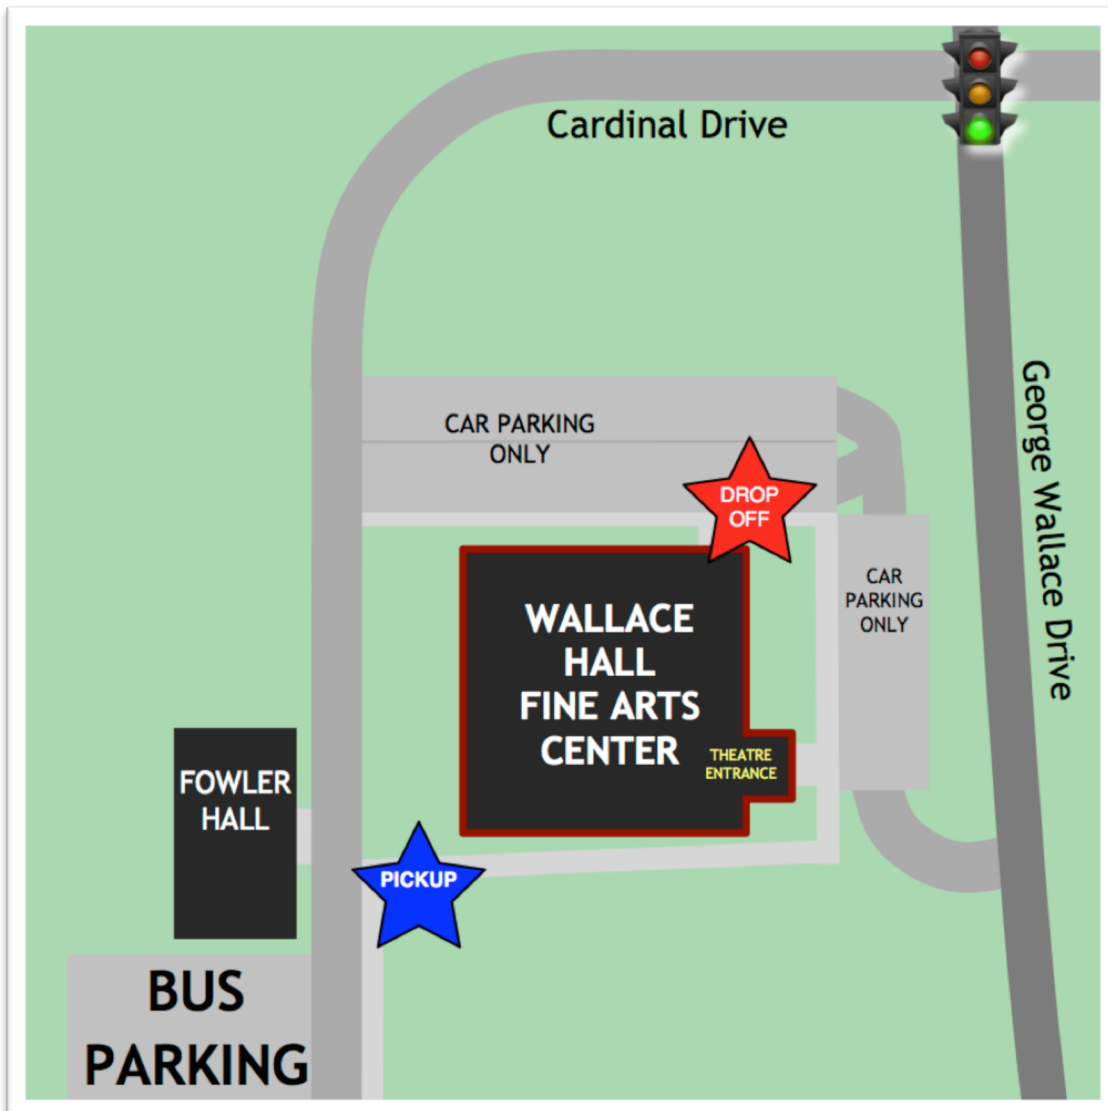 Cardinal Drive
George Wallace Drive
CAR PARKING
ONLY
DROP
OFF
CAR
PARKING
ONLY
WALLACE
HALL
FINE ARTS
CENTER
THEATRE
ENTRANCE
FOWLER
HALL
PICKUP
BUS
PARKING